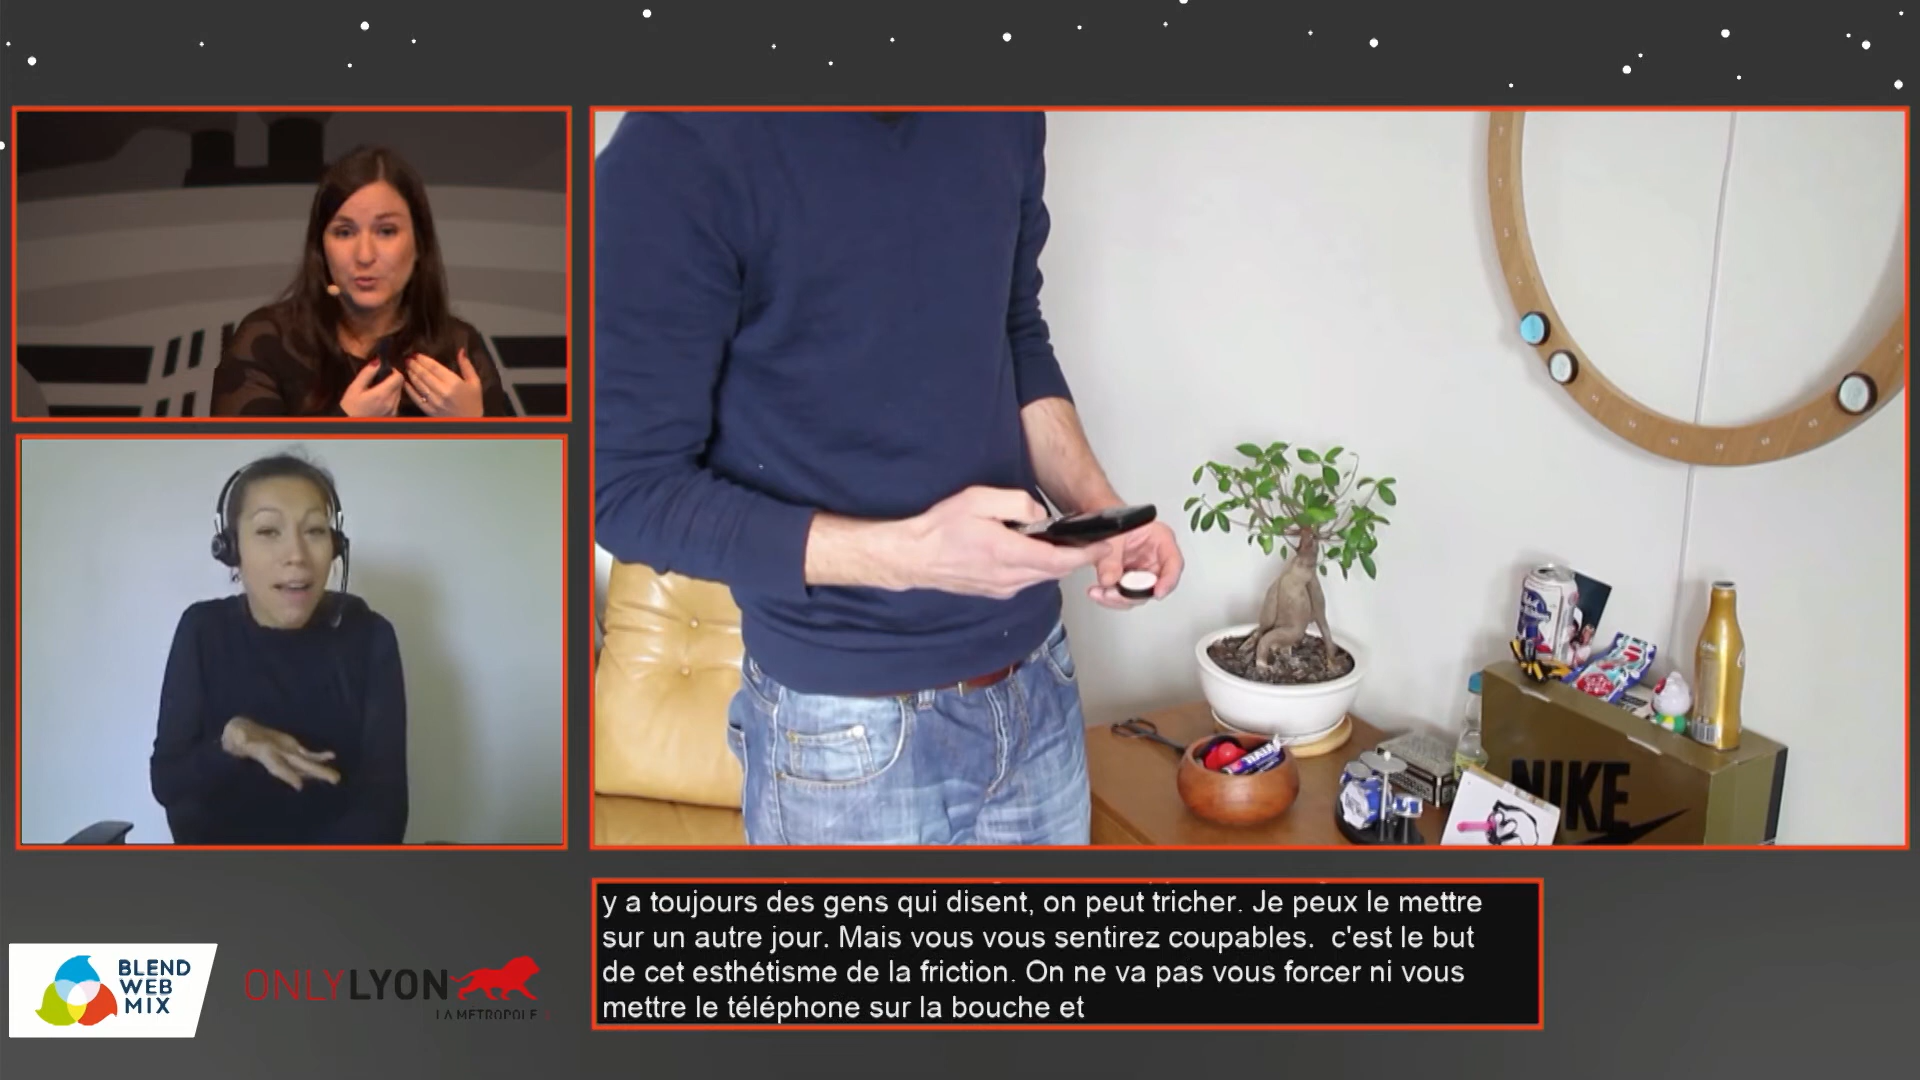 NIKE
y a toujours des gens qui disent, on peut tricher. Je peux le mettre
sur un autre jour. Mais vous vous sentirez coupables.  c'est le but
de cet esthétisme de la friction. On ne va pas vous forcer ni vous
mettre le téléphone sur la bouche et
BLEND
WEB
MIX
ONLYLYON
LA METROPOLE